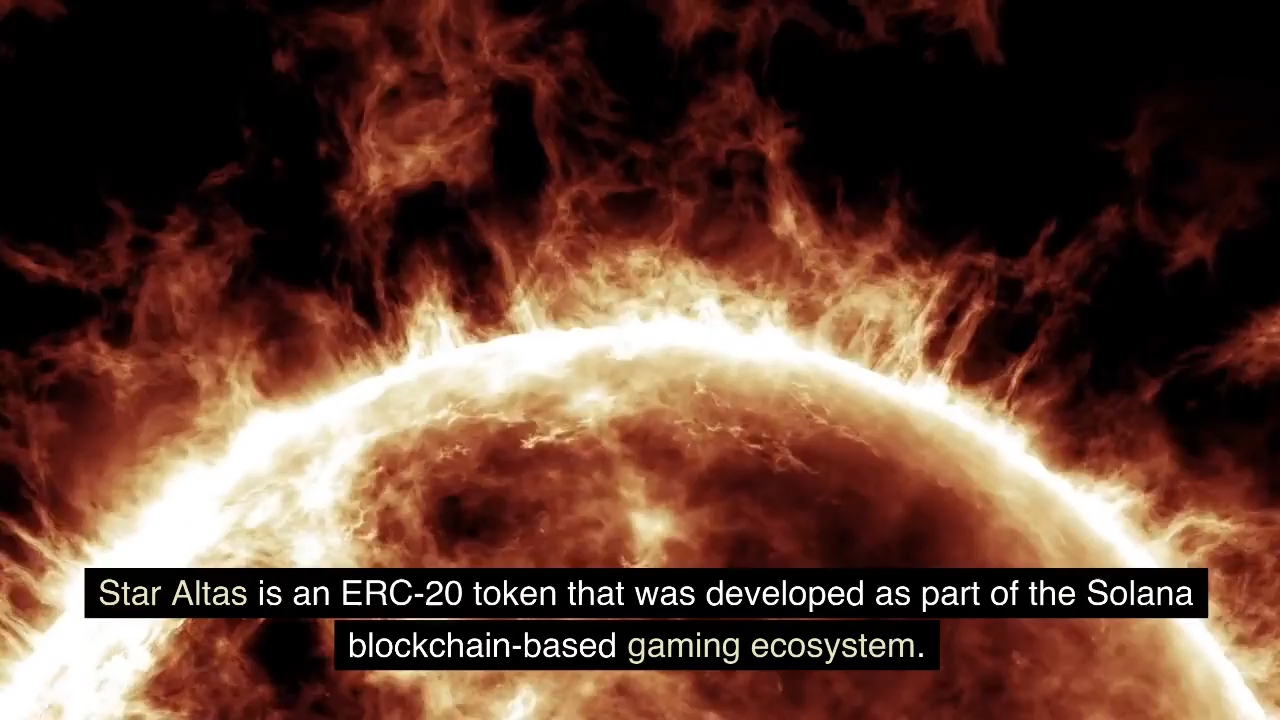 Star Altas is an ERC-20 token that was developed as part of the Solana
blockchain-based gaming ecosystem.